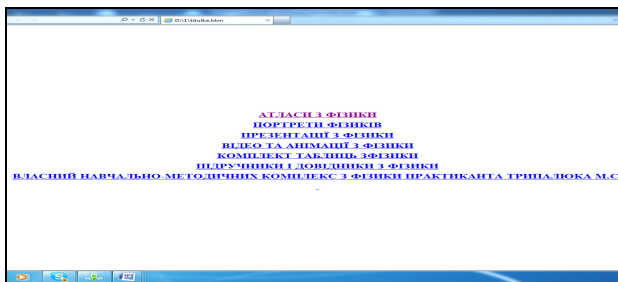 D:\1\titulka.htm
АТЛАСИ З ФІЗИКИ
ПОРТРЕТИ ФІЗИКІВ
ПРЕЗЕНТАЦІЇ З ФІЗИКИ
ВІДЕО ТА АНІМАЦІЇ З ФІЗИКИ
КОМПЛЕКТ ТАБЛИЦЬ ЗФІЗИКИ
ПІДРУЧНИКИ І ДОВІДНИКИ З ФІЗИКИ
ВЛАСНИЙ НАВЧАЛЬНО-МЕТОДИЧНИХ КОМПЛЕКС З ФІЗИКИ ПРАКТИКАНТА ТРИПАЛЮКА М.С